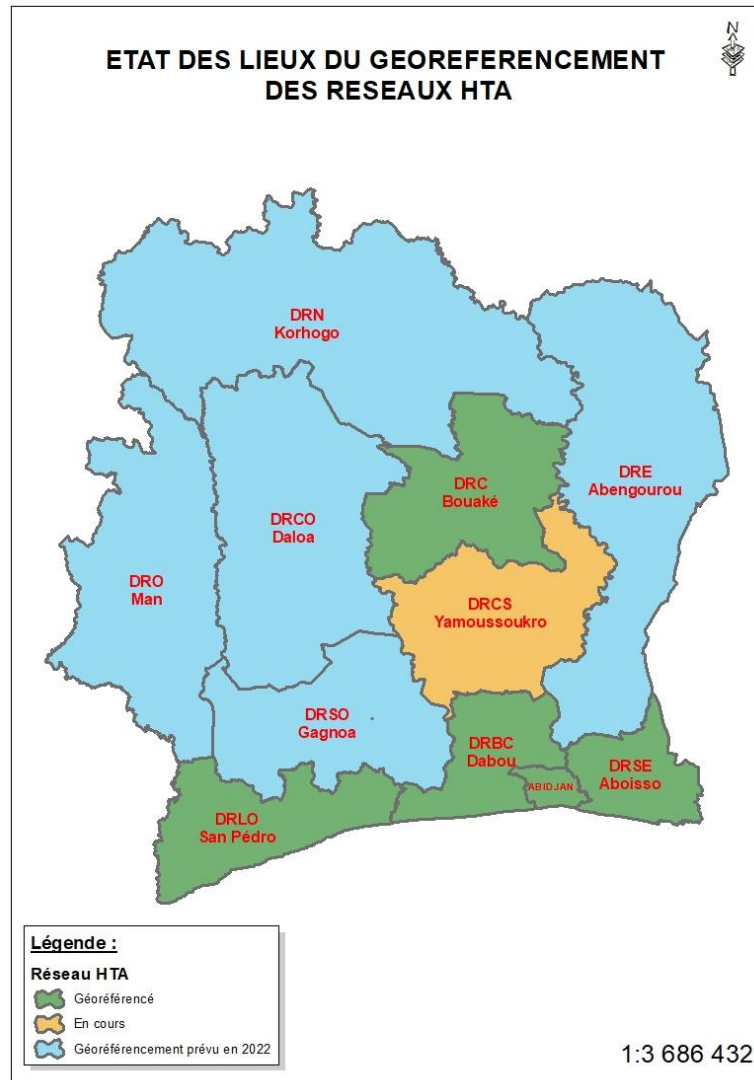 ETAT DES LIEUX DU GEOREFERENCEMENT
DES RESEAUX HTA
N
DRN
Korhogo
DRE
Abengourou
DRC
Bouaké
DRCO
Daloa
DRO
Man
DRCS
Yamoussoukro
DRSO
Gagnoa
DRBC
Dabou
DRSE
Aboisso
ABIDJAN
DRLO
San Pédro
Légende :
Réseau HTA
Géoréférencé
En cours
Géoréférencement prévu en 2022
1:3 686 432